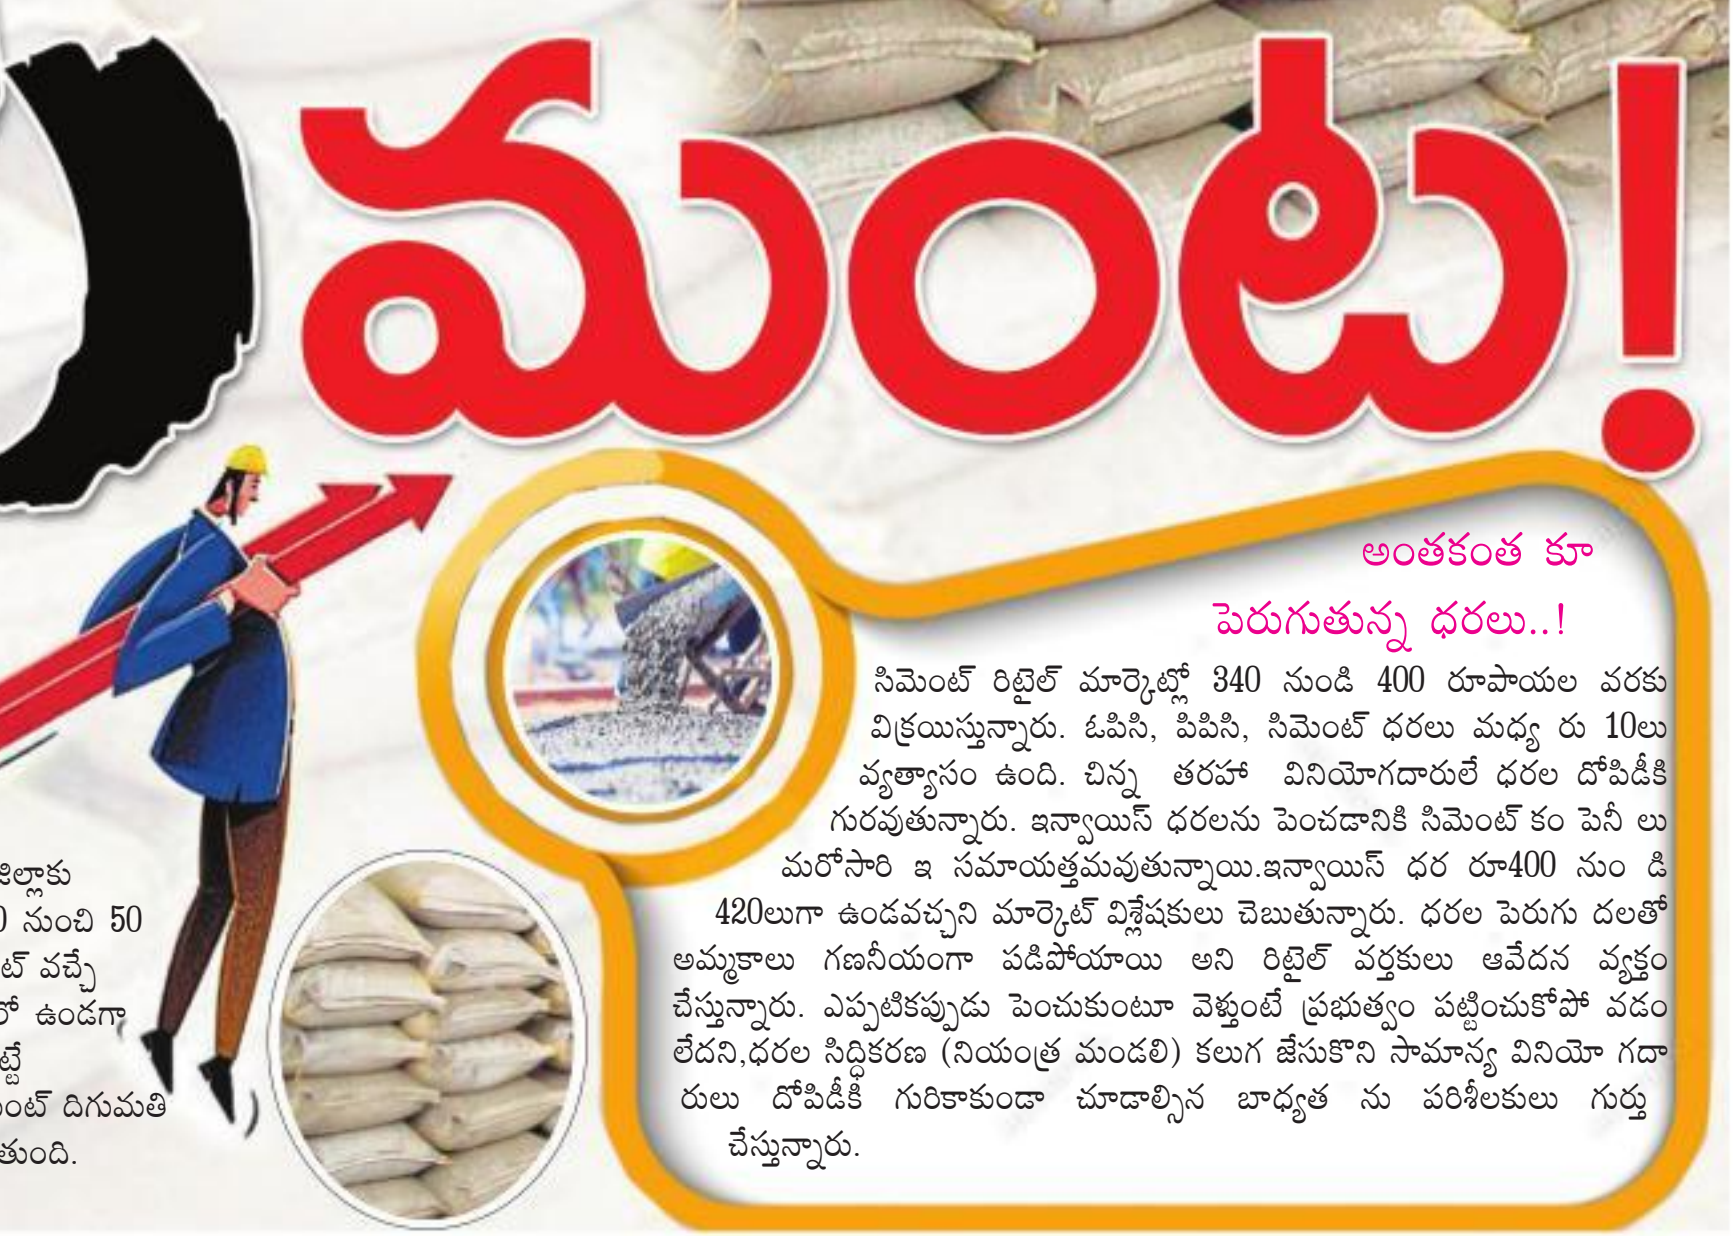 మంట!
జిల్లాకు
నుంచి 50
వచ్చే
ఉండగా
దిగుమతి
అంతకంత కూ
పెరుగుతున్న ధరలు..!
సిమెంట్ రిటైల్ మార్కెట్లో 340 నుండి 400 రూపాయల వరకు
విక్రయిస్తున్నారు. ఓపిసి, పిపిసి, సిమెంట్ ధరలు మధ్య రు 10లు
వ్యత్యాసం ఉంది. చిన్న తరహా వినియోగదారులే ధరల దోపిడీకి
గురవుతున్నారు. ఇన్వాయిస్ ధరలను పెంచడానికి సిమెంట్ కం పెనీ లు
మరోసారి ఇ సమాయత్తమవుతున్నాయి.ఇన్వాయిస్ ధర రూ400 నుం డి
420లుగా ఉండవచ్చని మార్కెట్ విశ్లేషకులు చెబుతున్నారు. ధరల పెరుగు దలతో
అమ్మకాలు గణనీయంగా పడిపోయాయి అని రిటైల్ వర్తకులు ఆవేదన వ్యక్తం
చేస్తున్నారు. ఎప్పటికప్పుడు పెంచుకుంటూ వెళ్తుంటే ప్రభుత్వం పట్టించుకోపో వడం
లేదని,ధరల సిద్ధికరణ (నియంత్ర మండలి) కలుగ జేసుకొని సామాన్య వినియో గదా
రులు దోపిడీకి గురికాకుండా చూడాల్సిన బాధ్యత ను పరిశీలకులు గుర్తు
చేస్తున్నారు.